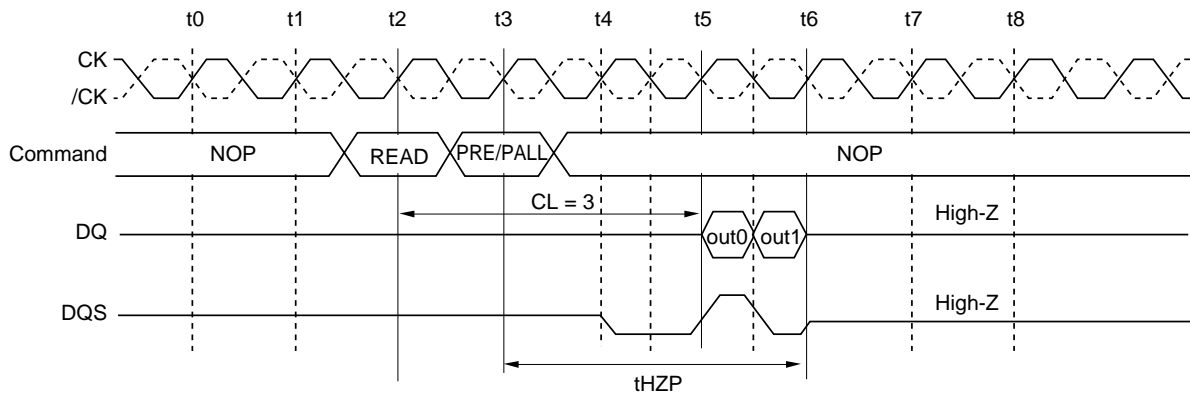 t0 t1 t2 t3 t4 t5 t6 t7 t8
CK
/CK
Command NOP READ PRE/PALL NOP
CL = 3
High-Z
DQ out0 out1
DQS High-Z
tHZP